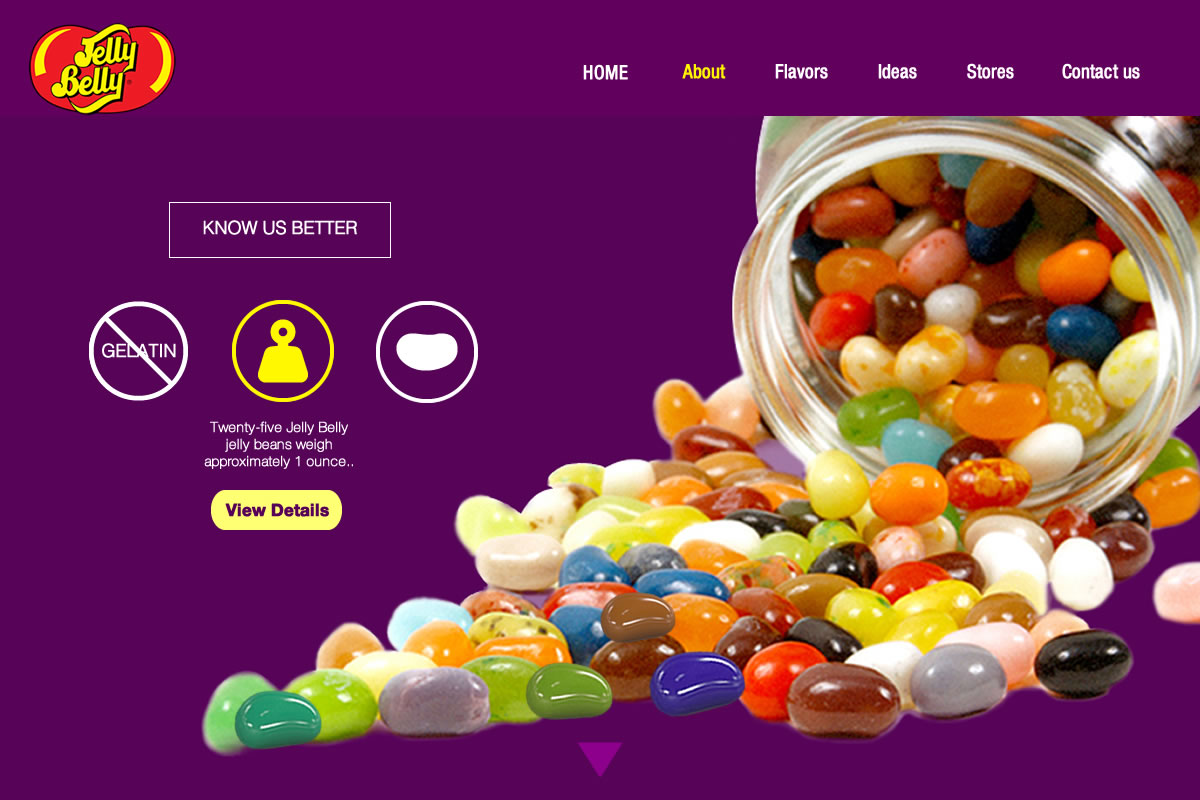 Jelly
Belly
HOME About Flavors Ideas Stores Contact us
KNOW US BETTER
GELATIN
Twenty-five Jelly Belly
jelly beans weigh
approximately 1 ounce..
View Details